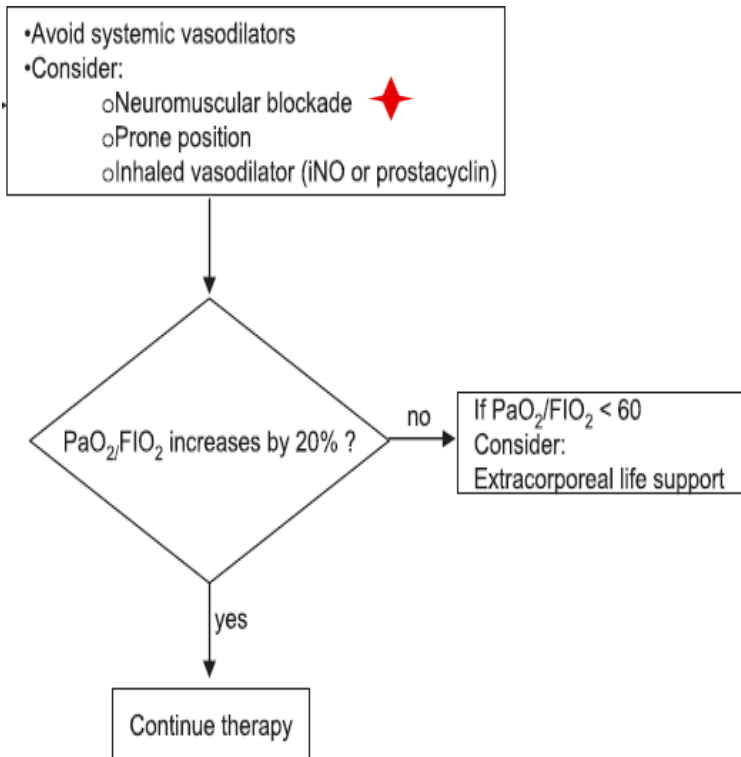 •Avoid systemic vasodilators
•Consider:
oNeuromuscular blockade
oProne position
oInhaled vasodilator (iNO or prostacyclin)
PaO2/FIO2 increases by 20% ?
no
If PaO2/FIO2 < 60
Consider:
Extracorporeal life support
yes
Continue therapy